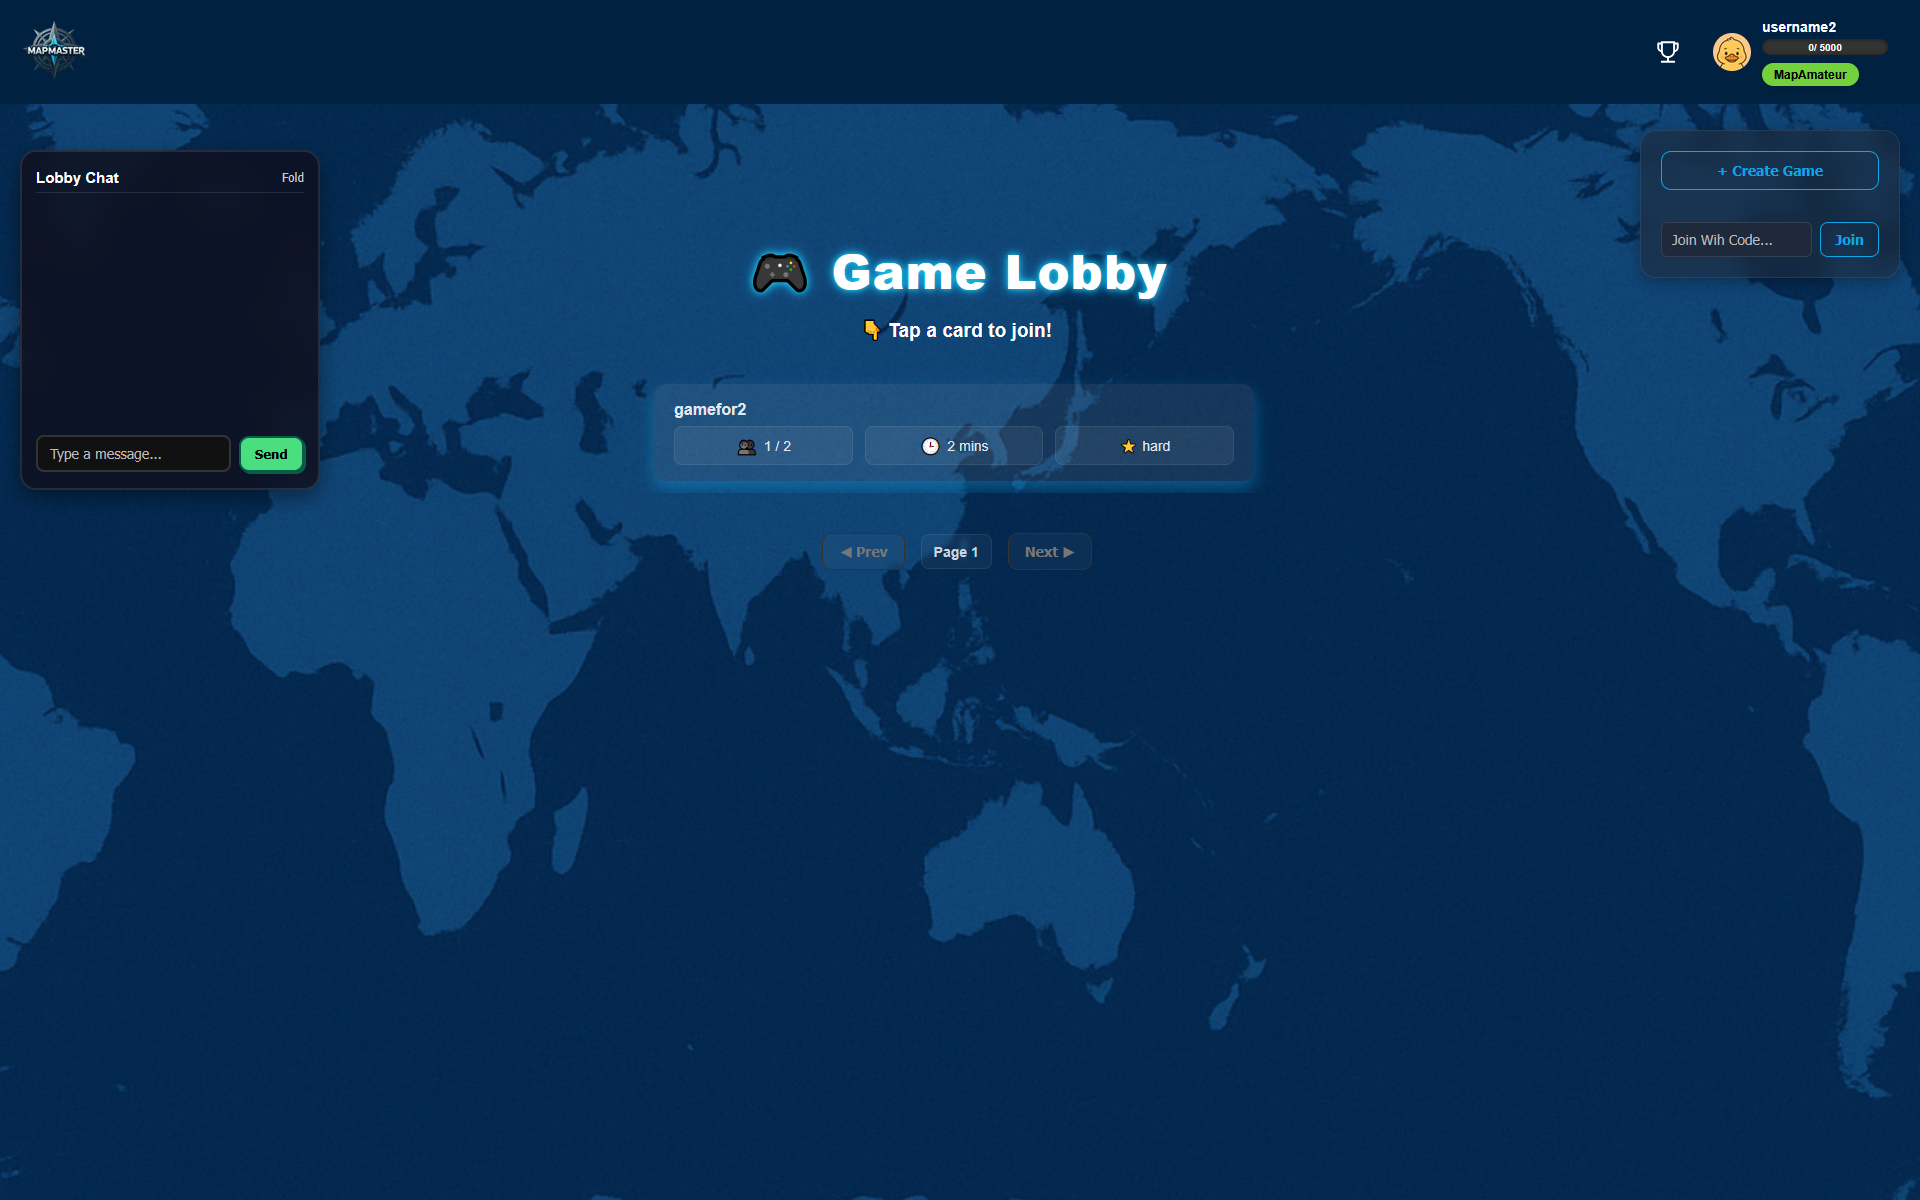 MAPMASTER
username2
0/ 5000
MapAmateur
Lobby Chat
Fold
Type a message...
Send
+ Create Game
Join Wih Code...
Join
Game Lobby
Tap a card to join!
gamefor2
1 / 2
2 mins
hard
◀ Prev
Page 1
Next ▶